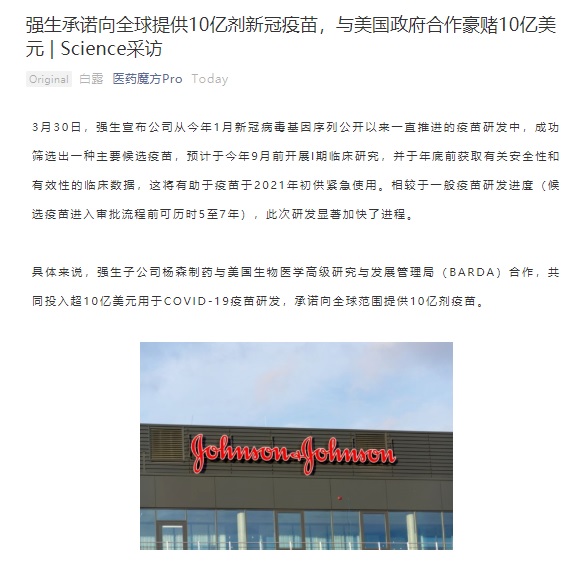 强生承诺向全球提供10亿剂新冠疫苗，与美国政府合作豪赌10亿美
元 | Science采访
Original 白露 医药魔方Pro Today
3月30日，强生宣布公司从今年1月新冠病毒基因序列公开以来一直推进的疫苗研发中，成功
筛选出一种主要候选疫苗，预计于今年9月前开展I期临床研究，并于年底前获取有关安全性和
有效性的临床数据，这将有助于疫苗于2021年初供紧急使用。相较于一般疫苗研发进度（候
选疫苗进入审批流程前可历时5至7年），此次研发显著加快了进程。
具体来说，强生子公司杨森制药与美国生物医学高级研究与发展管理局（BARDA）合作，共
同投入超10亿美元用于COVID-19疫苗研发，承诺向全球范围提供10亿剂疫苗。
Johnson+Johnson